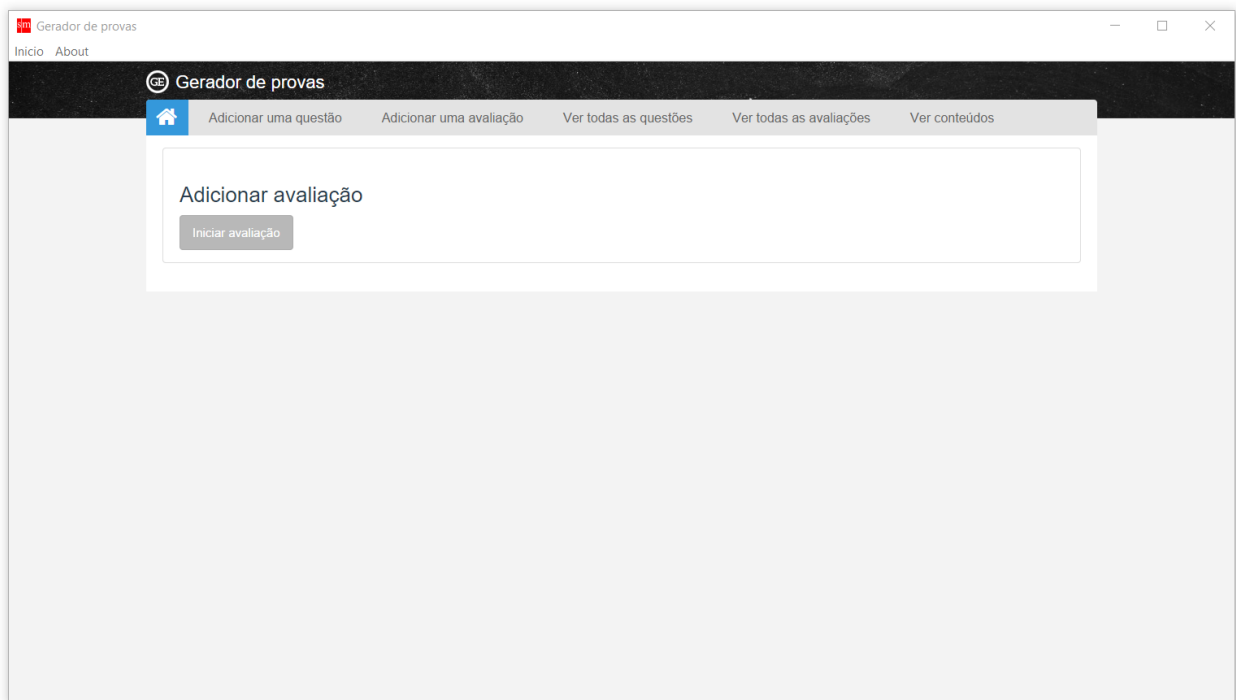 sm Gerador de provas
Inicio About
GE Gerador de provas
Adicionar uma questão Adicionar uma avaliação Ver todas as questões Ver todas as avaliações Ver conteúdos
Adicionar avaliação
Iniciar avaliação